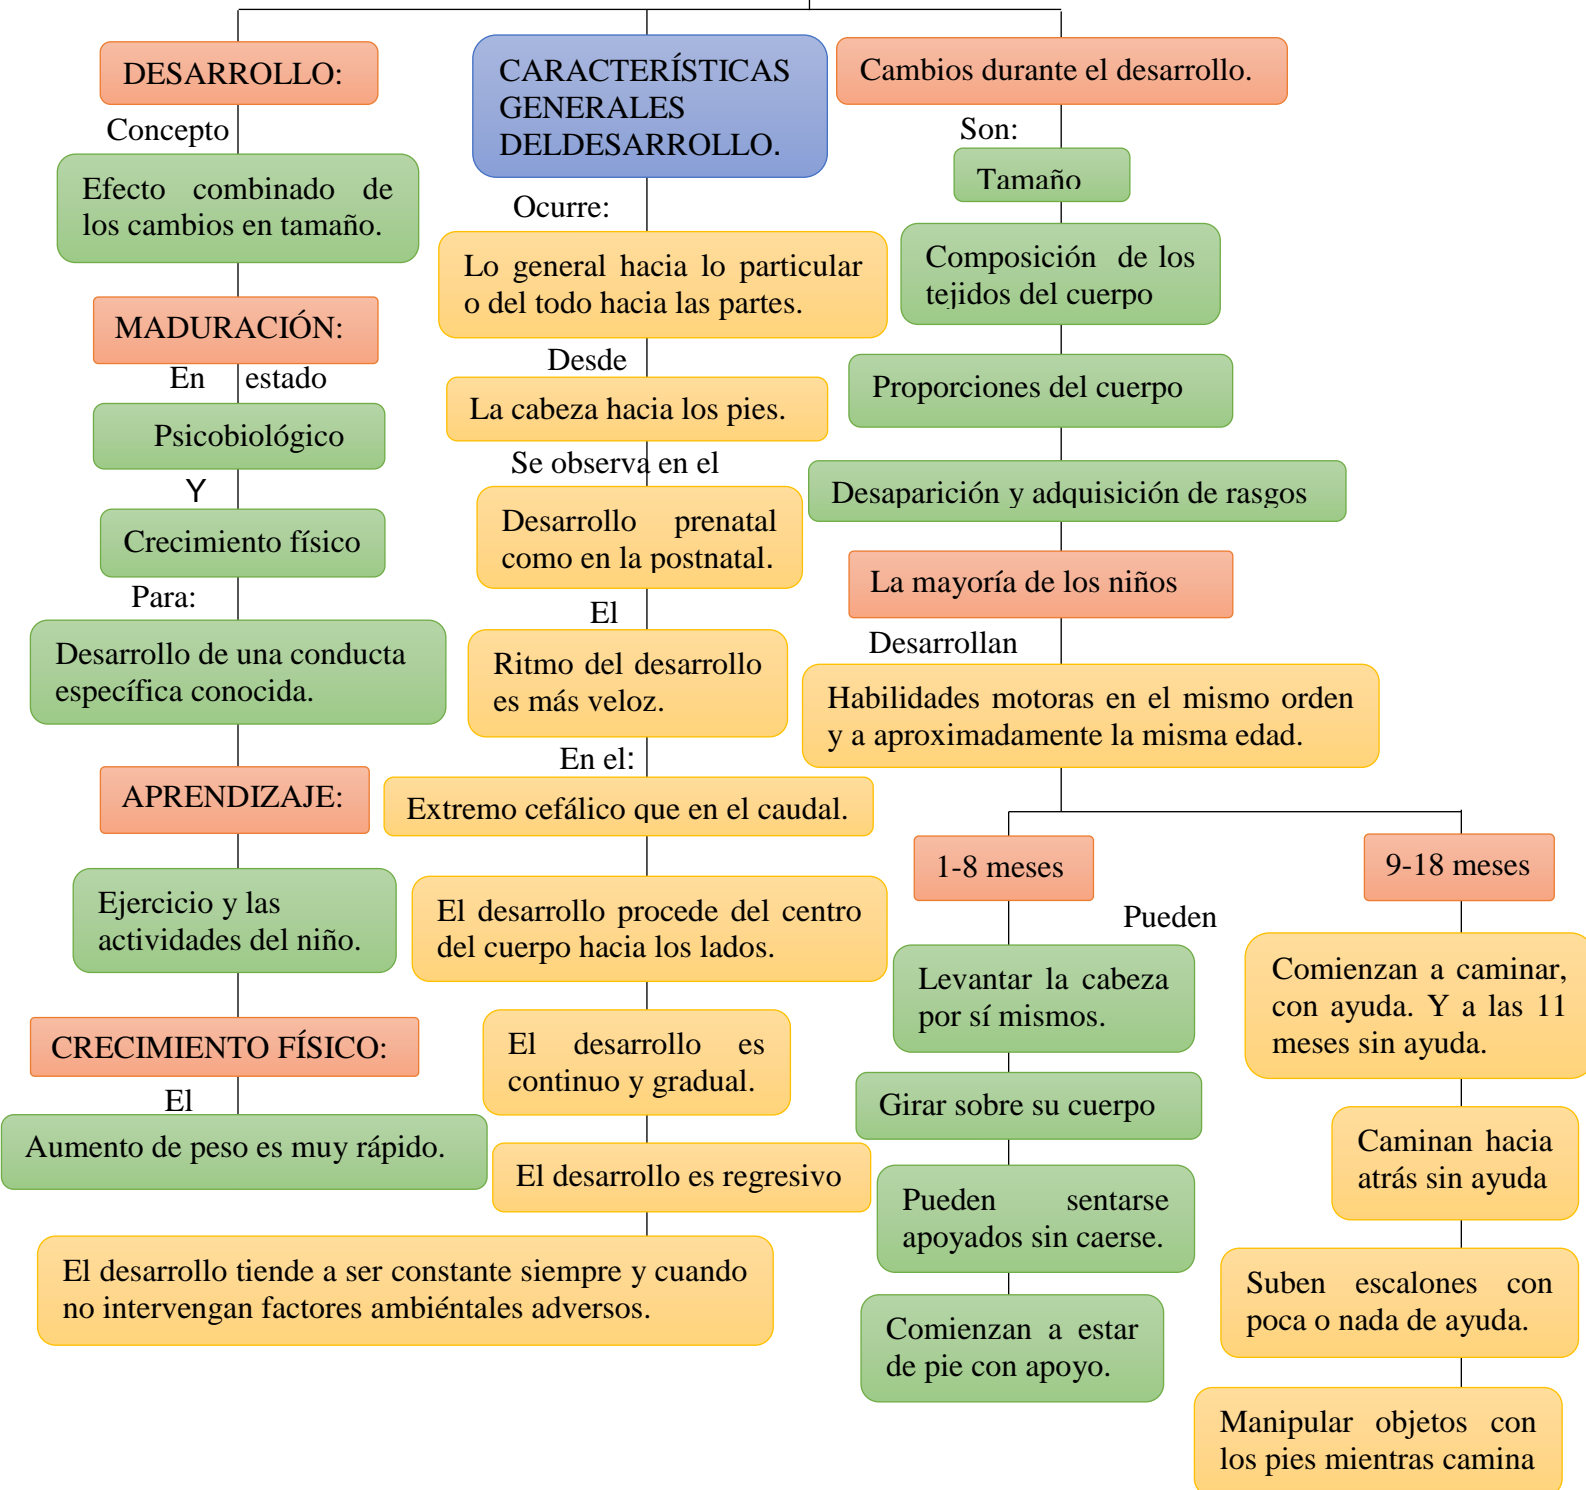 DESARROLLO:
Concepto
Efecto combinado de
los cambios en tamaño.
MADURACIÓN:
En estado
Psicobiológico
Y
Crecimiento físico
Para:
Desarrollo de una conducta
específica conocida.
APRENDIZAJE:
Ejercicio y las
actividades del niño.
CRECIMIENTO FÍSICO:
El
Aumento de peso es muy rápido.
CARACTERÍSTICAS
GENERALES
DELDESARROLLO.
Ocurre:
Lo general hacia lo particular
o del todo hacia las partes.
Desde
La cabeza hacia los pies.
Se observa en el
Desarrollo prenatal
como en la postnatal.
El
Ritmo del desarrollo
es más veloz.
En el:
Extremo cefálico que en el caudal.
El desarrollo procede del centro
del cuerpo hacia los lados.
El desarrollo es
continuo y gradual.
El desarrollo es regresivo
El desarrollo tiende a ser constante siempre y cuando
no intervengan factores ambiéntales adversos.
Cambios durante el desarrollo.
Son:
Tamaño
Composición de los
tejidos del cuerpo
Proporciones del cuerpo
Desaparición y adquisición de rasgos
La mayoría de los niños
Desarrollan
Habilidades motoras en el mismo orden
y a aproximadamente la misma edad.
1-8 meses
Pueden
Levantar la cabeza
por sí mismos.
Girar sobre su cuerpo
Pueden sentarse
apoyados sin caerse.
Comienzan a estar
de pie con apoyo.
9-18 meses
Comienzan a caminar,
con ayuda. Y a las 11
meses sin ayuda.
Caminan hacia
atrás sin ayuda
Suben escalones con
poca o nada de ayuda.
Manipular objetos con
los pies mientras camina